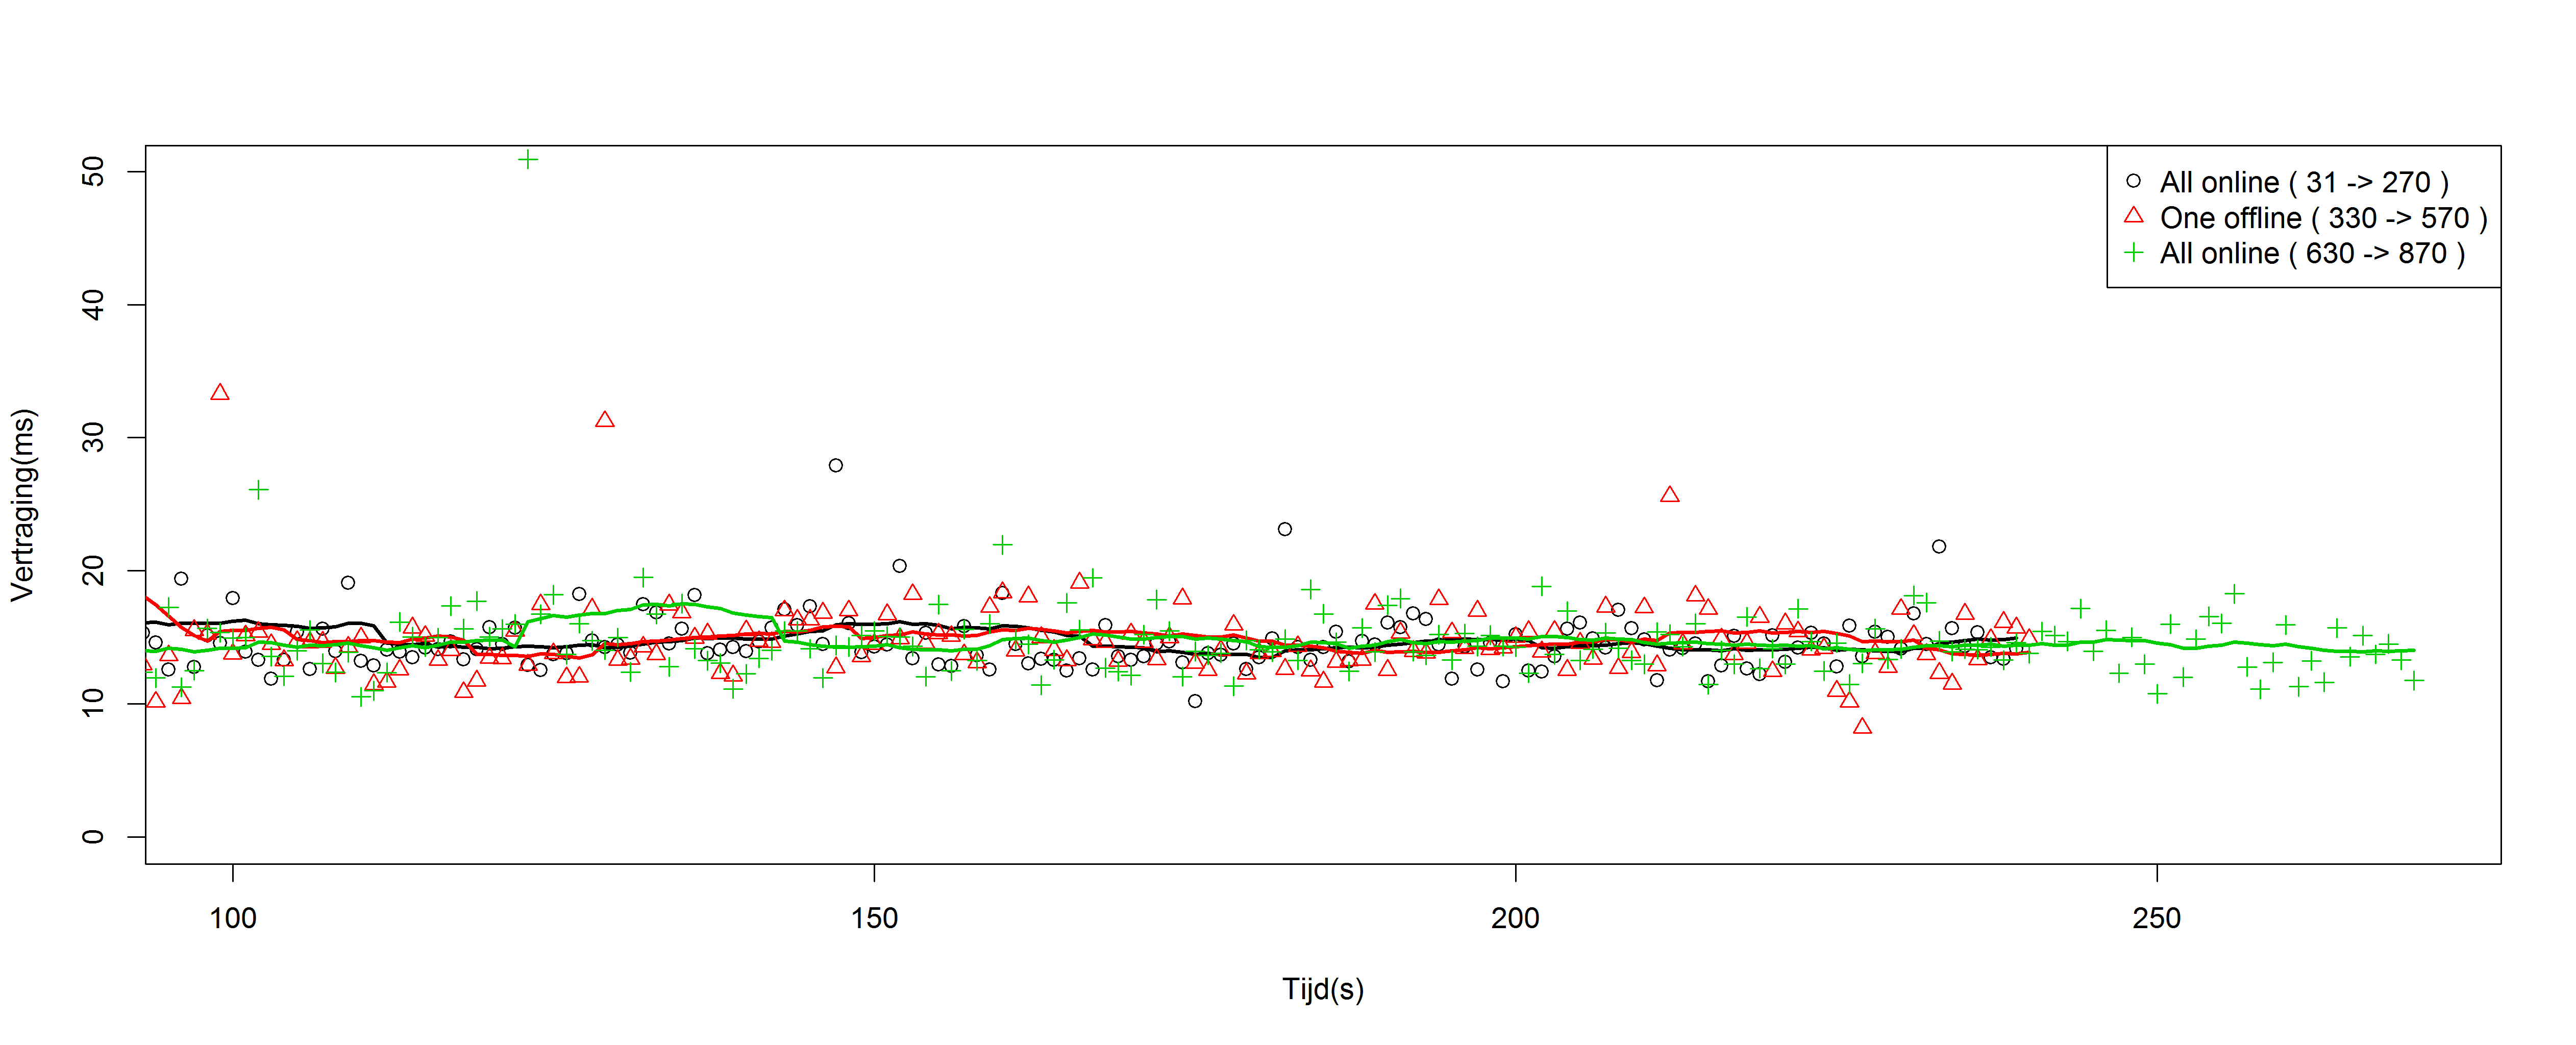 50
40
30
20
10
0
Vertraging(ms)
All online ( 31 -> 270 )
One offline ( 330 -> 570 )
All online ( 630 -> 870 )
100 150 200 250
Tijd(s)